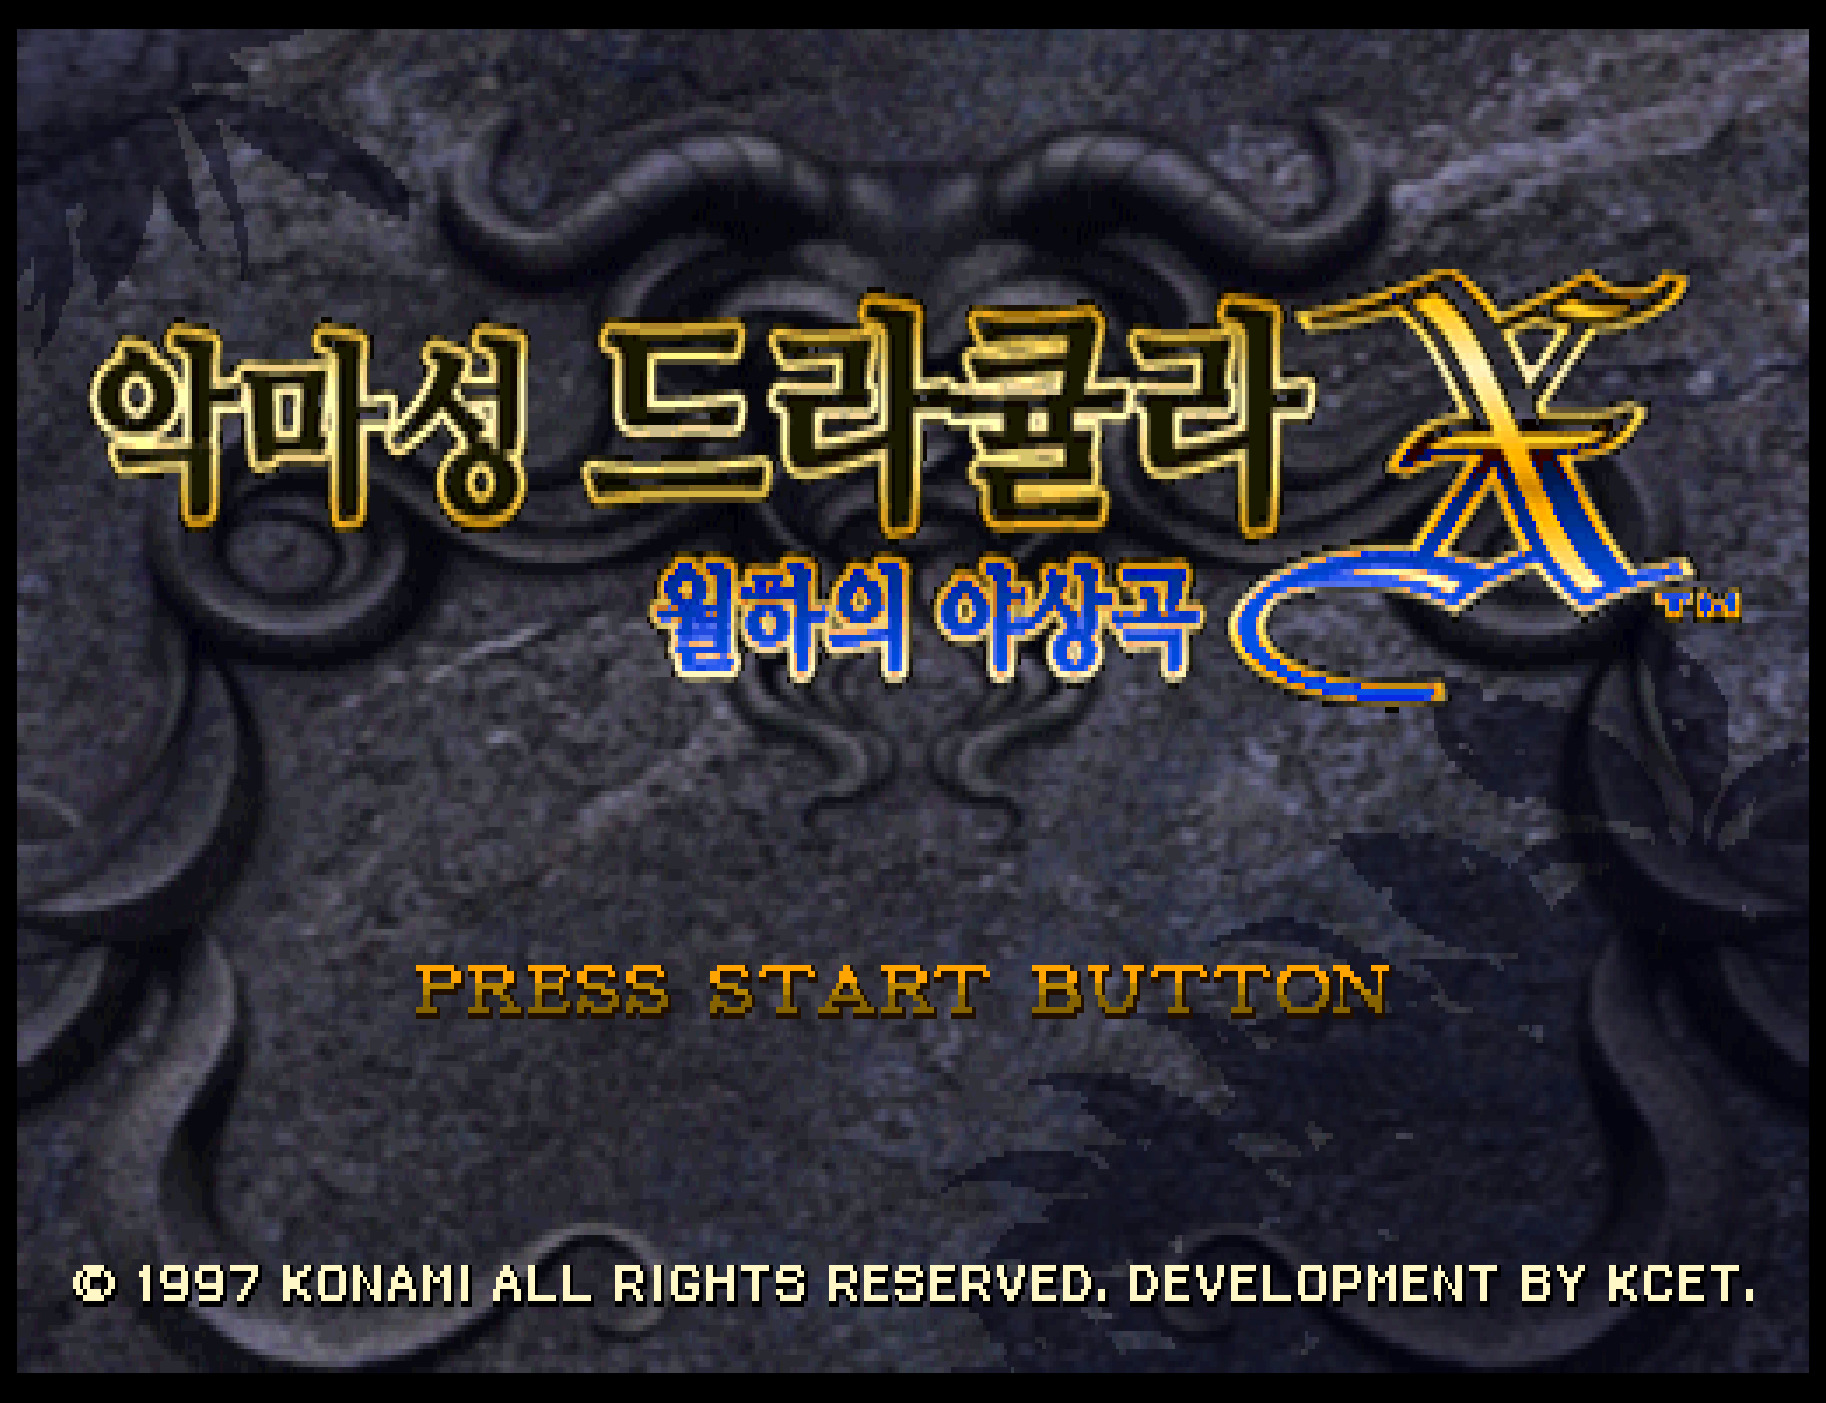 악마성 드라큘라 X
월하의 야상곡 TM
PRESS START BUTTON
© 1997 KONAMI ALL RIGHTS RESERVED. DEVELOPMENT BY KCET.